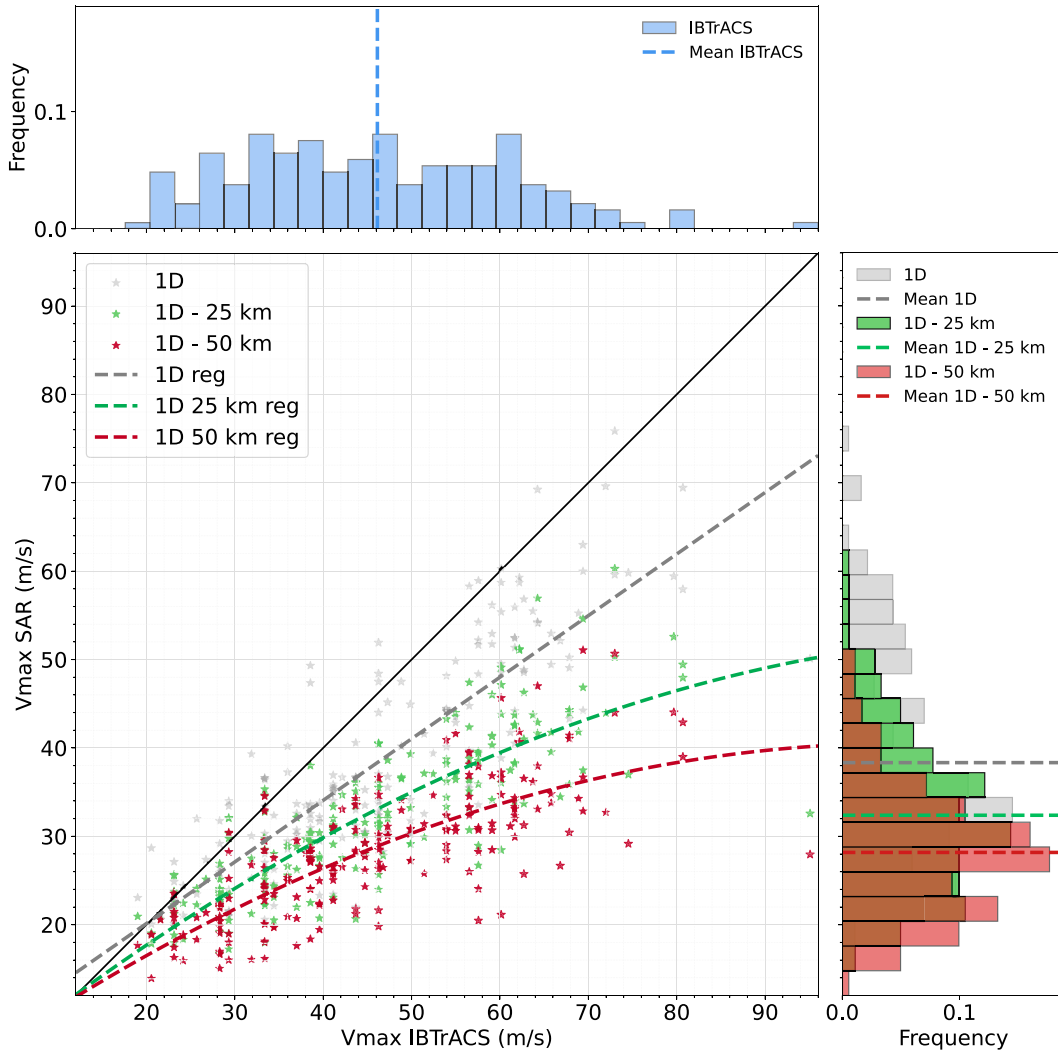 IBTrACS
Mean IBTrACS
Frequency
0.1
0.0
1D
1D - 25 km
1D - 50 km
1D reg
1D 25 km reg
1D 50 km reg
90
80
70
60
50
40
30
20
Vmax SAR (m/s)
20 30 40 50 60 70 80 90
Vmax IBTrACS (m/s)
1D
Mean 1D
1D - 25 km
Mean 1D - 25 km
1D - 50 km
Mean 1D - 50 km
0.0 0.1
Frequency